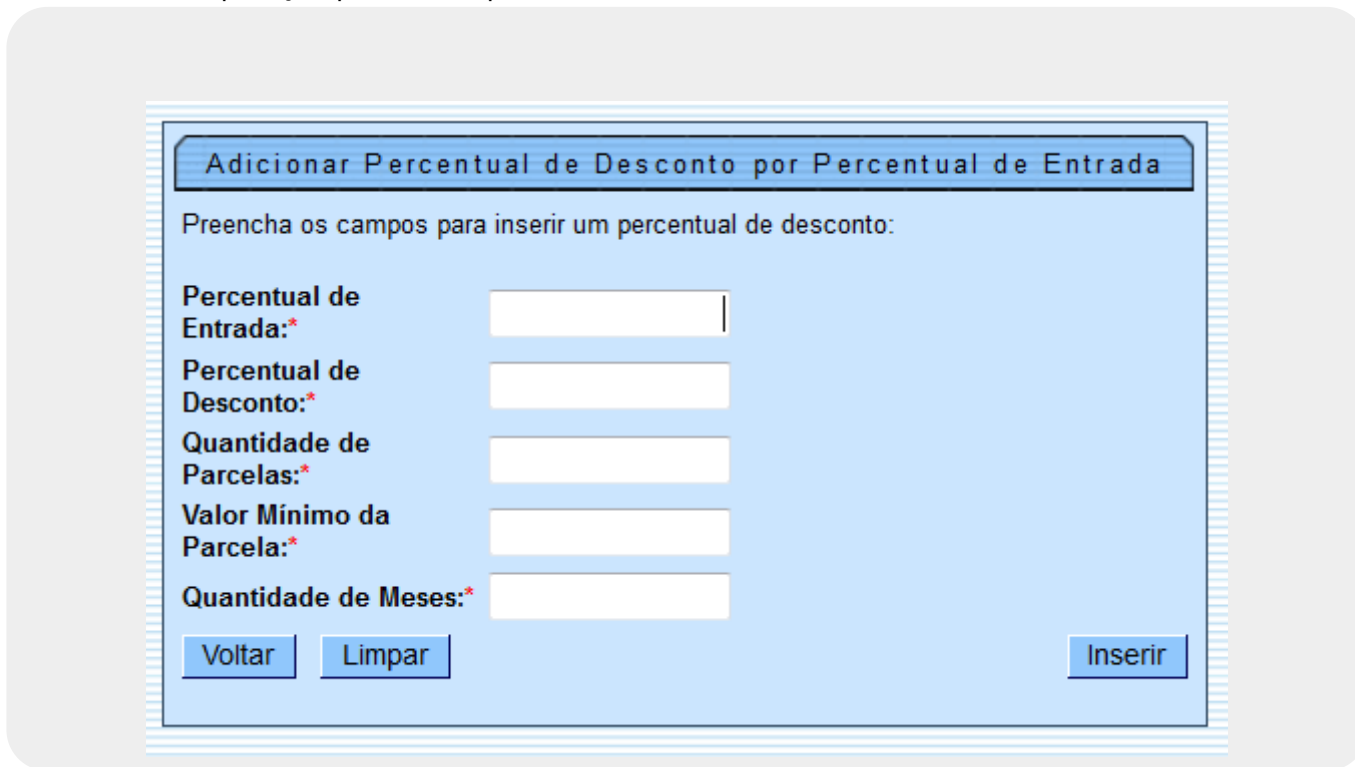 Adicionar Percentual de Desconto por Percentual de Entrada
Preencha os campos para inserir um percentual de desconto:
Percentual de
Entrada:*
Percentual de
Desconto:*
Quantidade de
Parcelas:*
Valor Mínimo da
Parcela:*
Quantidade de Meses:*
Voltar Limpar Inserir